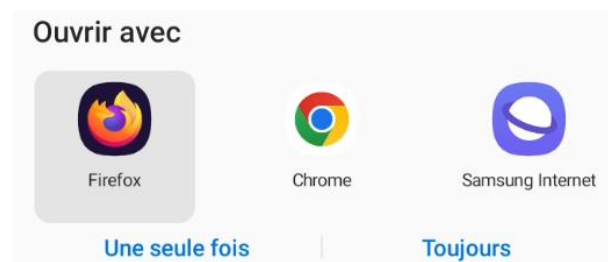 Ouvrir avec
Firefox Chrome Samsung Internet
Une seule fois Toujours